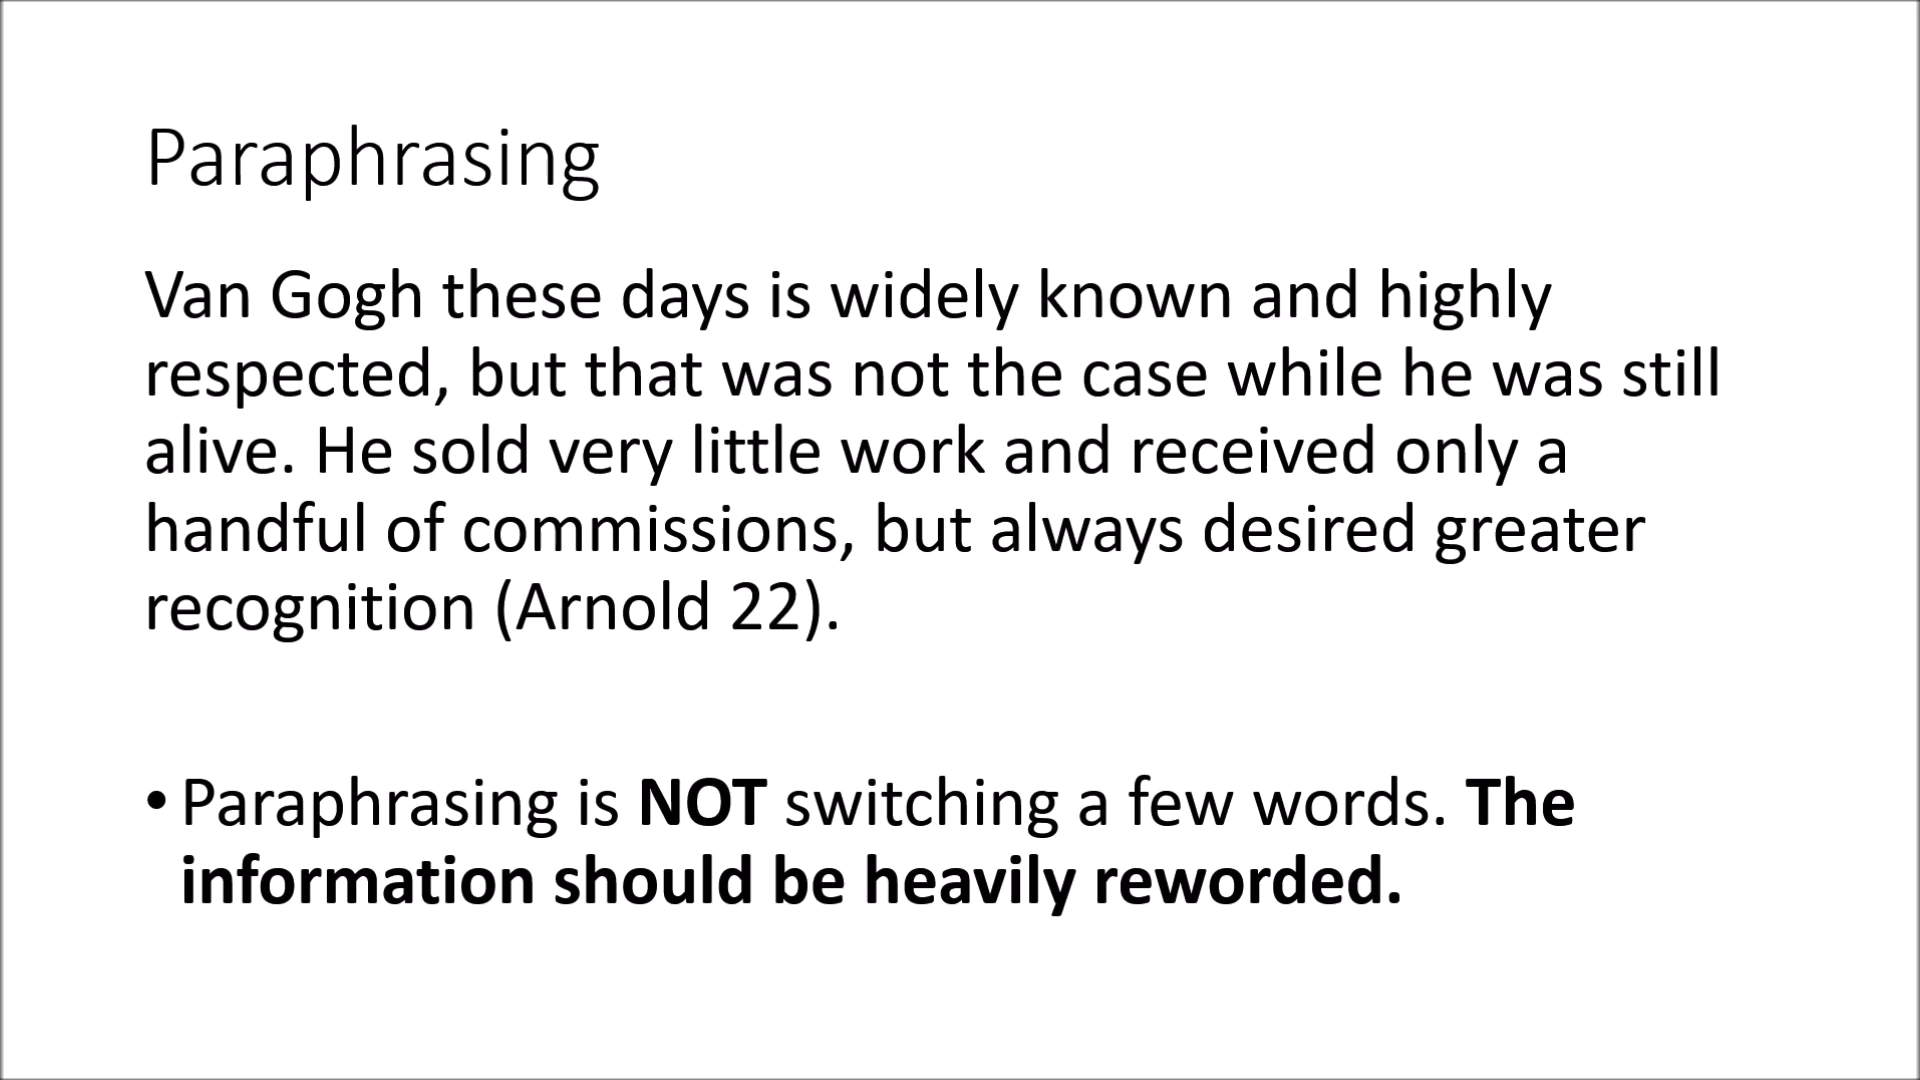 Paraphrasing
Van Gogh these days is widely known and highly
respected, but that was not the case while he was still
alive. He sold very little work and received only a
handful of commissions, but always desired greater
recognition (Arnold 22).
• Paraphrasing is NOT switching a few words. The
information should be heavily reworded.